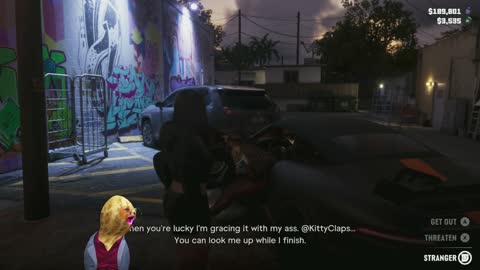 $189,801
$3,535
GET OUT
THREATEN
hen you're lucky I'm gracing it with my ass. @KittyClaps...
You can look me up while I finish.
STRANGER